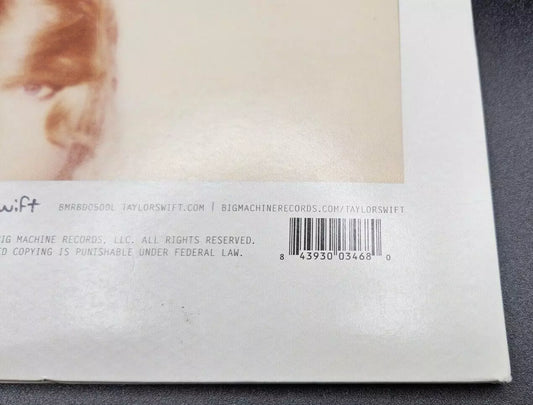 wift BMRBD0500L TAYLORSWIFT.COM | BIGMACHINERECORDS.COM/TAYLORSWIFT
IG MACHINE RECORDS, LLC. ALL RIGHTS RESERVED.
ED COPYING IS PUNISHABLE UNDER FEDERAL LAW.
8 43930 03468 0